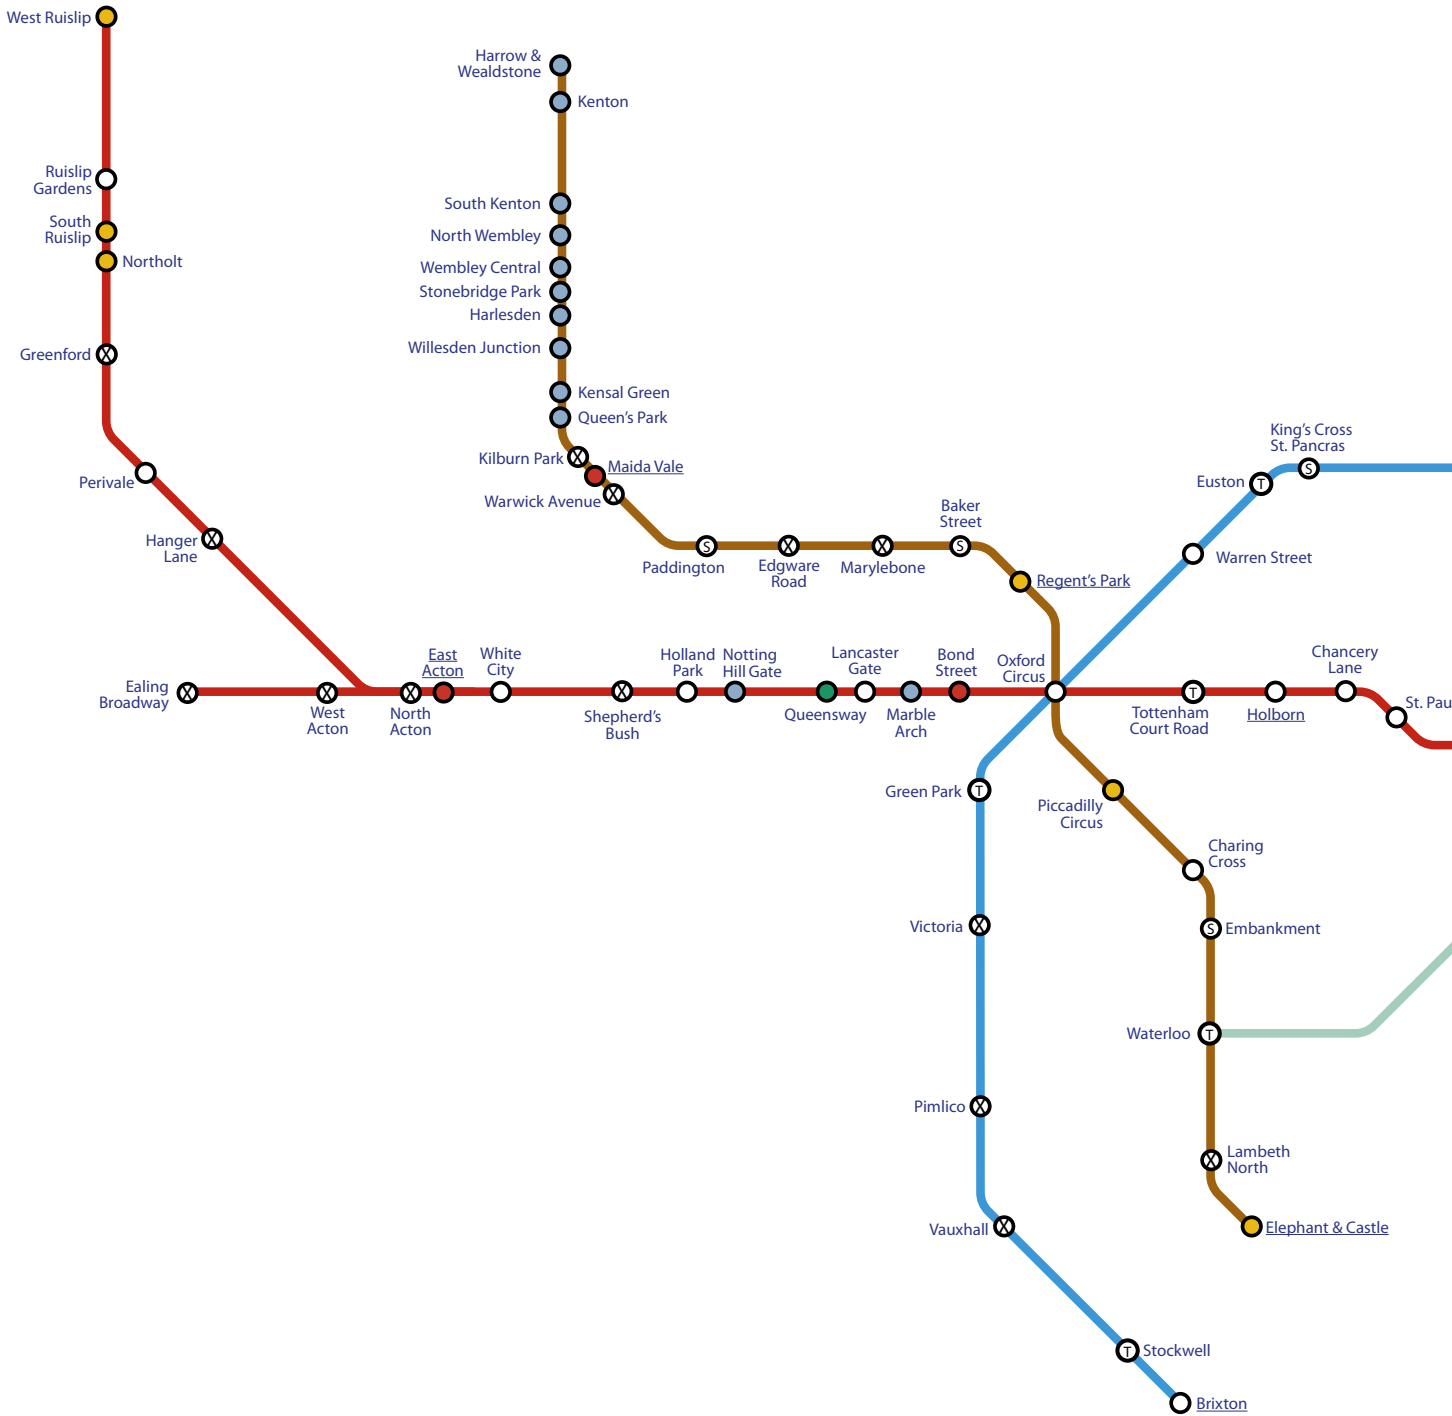 West Ruislip
Harrow &
Wealdstone
Kenton
Ruislip
Gardens
South Kenton
South
Ruislip
North Wembley
Northolt
Wembley Central
Stonebridge Park
Harlesden
Willesden Junction
Greenford
X
Kensal Green
Queen's Park
King's Cross
St. Pancras
S
Kilburn Park
X
Maida Vale
Perivale
Euston
T
Warwick Avenue
X
Baker
Street
S
Hanger
Lane
X
Paddington
S
Edgware
Road
X
Marylebone
X
Warren Street
Regent's Park
Ealing
Broadway
X
West
Acton
X
North
Acton
X
East
Acton
White
City
Shepherd's
Bush
X
Holland
Park
Notting
Hill Gate
Queensway
Lancaster
Gate
Marble
Arch
Bond
Street
Oxford
Circus
Tottenham
Court Road
T
Holborn
Chancery
Lane
St. Pau
Green Park
T
Piccadilly
Circus
Charing
Cross
Victoria
X
Embankment
S
Waterloo
T
Pimlico
X
Lambeth
North
X
Vauxhall
X
Elephant & Castle
Stockwell
T
Brixton